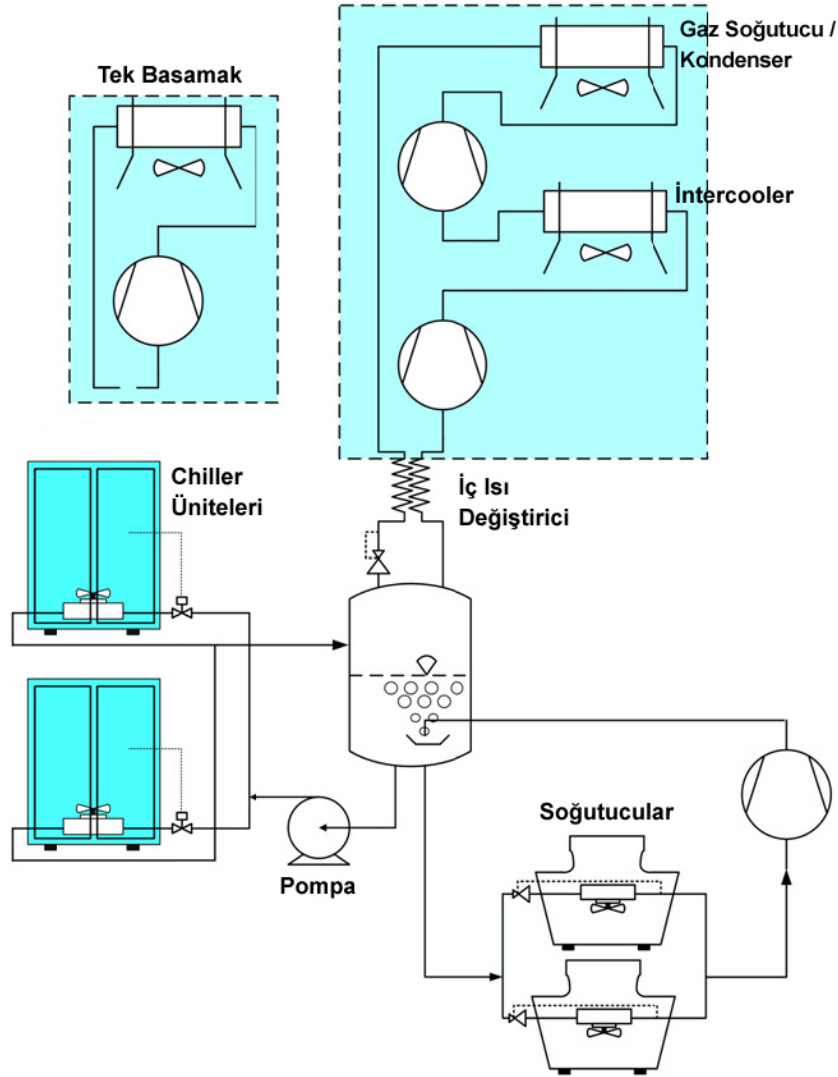 Gaz Soğutucu /
Kondenser
Tek Basamak
İntercooler
Chiller
Üniteleri
İç Isı
Değiştirici
Soğutucular
Pompa